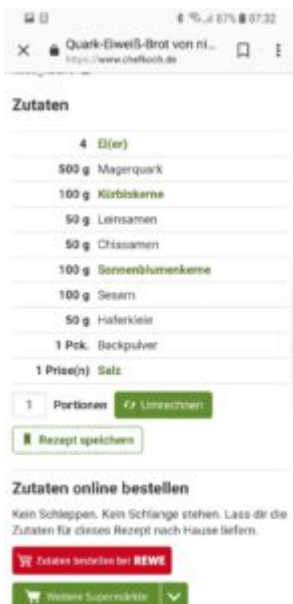 87% 07:32
Quark-Eiweiß-Brot von ni...
https://www.chefkoch.de
Zutaten
4 Ei(er)
500 g Magerquark
100 g Kürbiskerne
50 g Leinsamen
50 g Chiasamen
100 g Sonnenblumenkerne
100 g Sesam
50 g Haferkleie
1 Pck. Backpulver
1 Prise(n) Salz
1 Portionen Umrechnen
Rezept speichern
Zutaten online bestellen
Kein Schleppen. Kein Schlange stehen. Lass dir die
Zutaten für dieses Rezept nach Hause liefern.
Zutaten bestellen bei REWE
Weitere Supermärkte